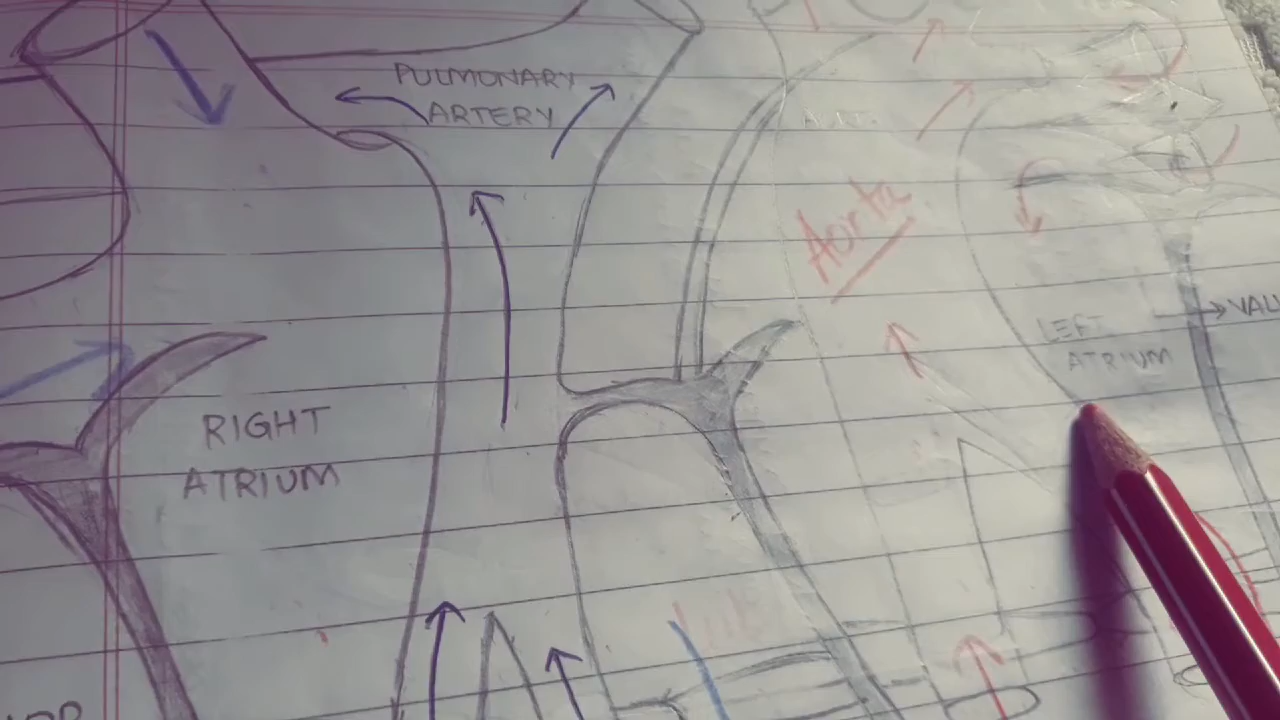 PULMONARY
ARTERY
Aorta
LEFT
ATRIUM
VAL
RIGHT
ATRIUM